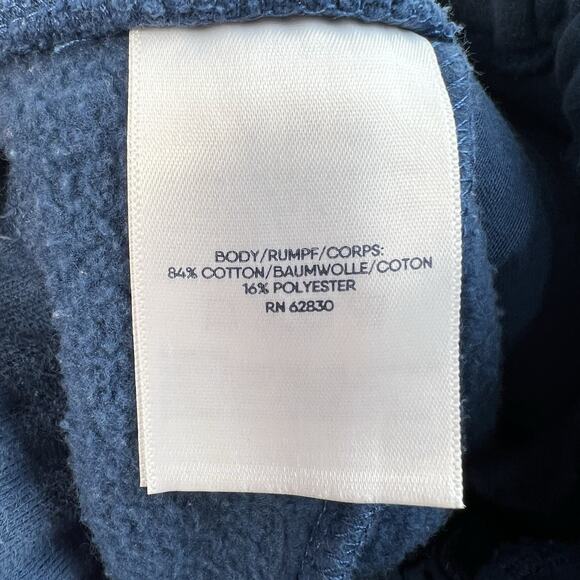 BODY/RUMPF/CORPS:
84% COTTON/BAUMWOLLE/COTON
16% POLYESTER
RN 62830